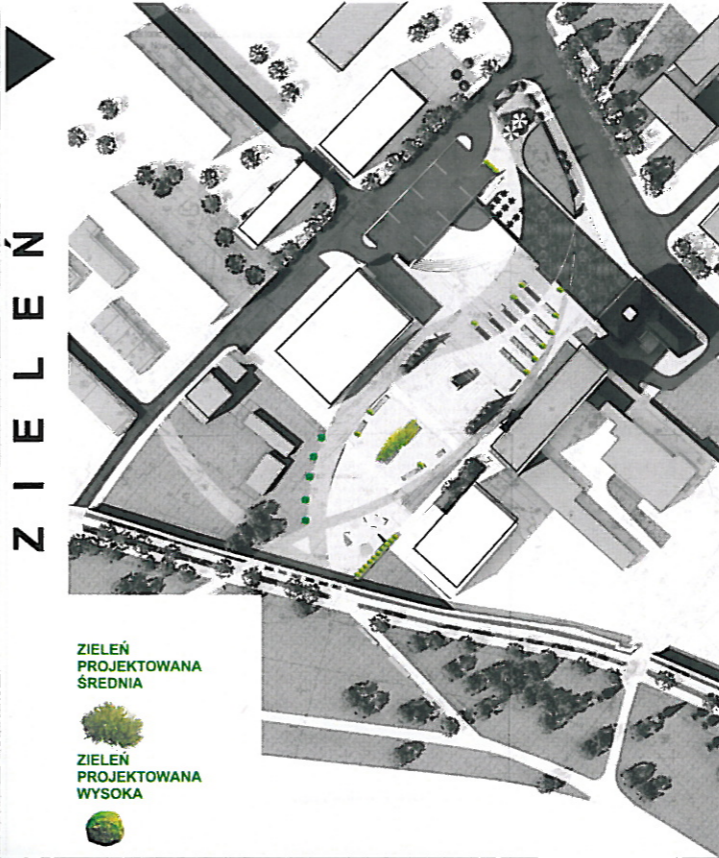 ZIELEŃ
ZIELEŃ
PROJEKTOWANA
ŚREDNIA
ZIELEŃ
PROJEKTOWANA
WYSOKA